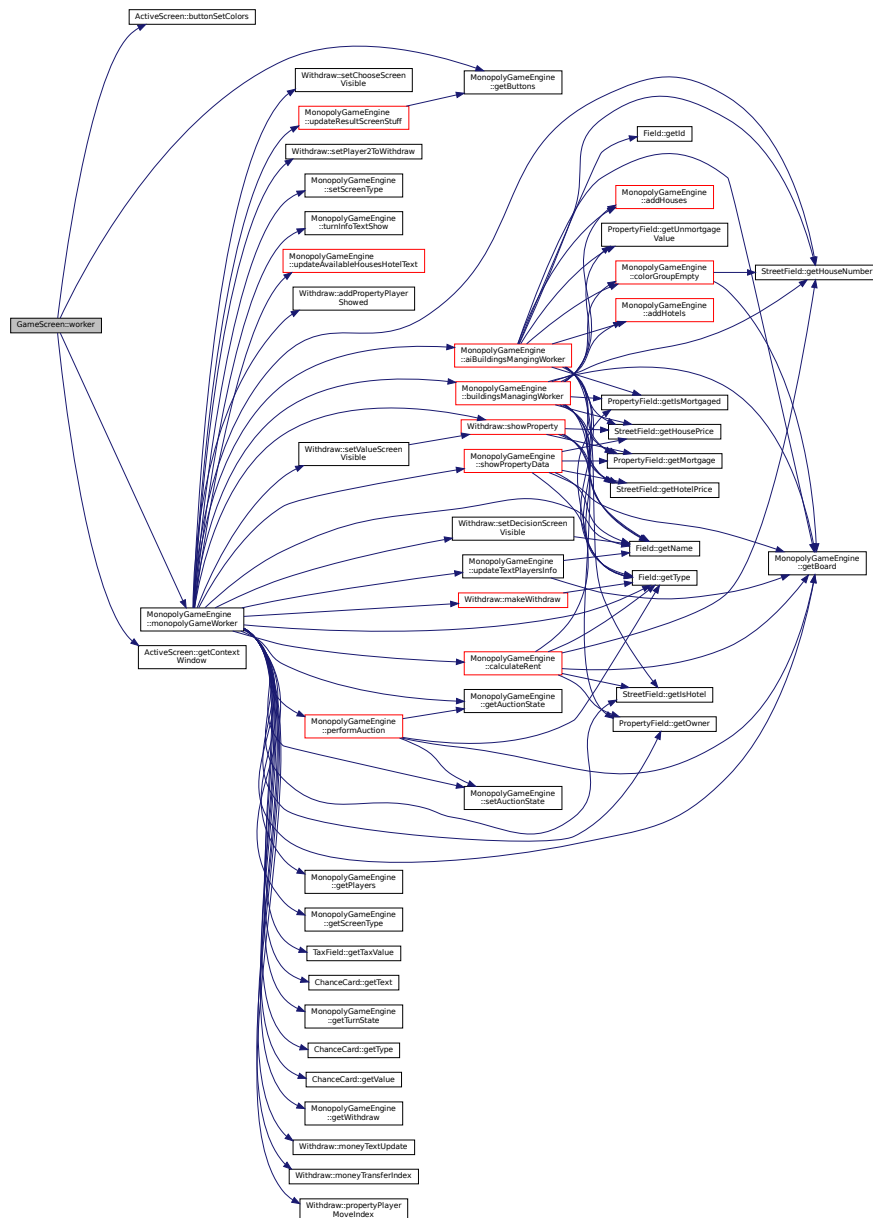 ActiveScreen::buttonSetColors
Withdraw::setChooseScreen
Visible
MonopolyGameEngine
::getButtons
MonopolyGameEngine
::updateResultScreenStuff
Field::getId
Withdraw::setPlayer2ToWithdraw
MonopolyGameEngine
::setScreenType
MonopolyGameEngine
::addHouses
MonopolyGameEngine
::turnInfoTextShow
PropertyField::getUnmortgage
Value
MonopolyGameEngine
::updateAvailableHousesHotelText
MonopolyGameEngine
::colorGroupEmpty
StreetField::getHouseNumber
Withdraw::addPropertyPlayer
Showed
MonopolyGameEngine
::addHotels
GameScreen::worker
MonopolyGameEngine
::aiBuildingsMangingWorker
MonopolyGameEngine
::buildingsManagingWorker
PropertyField::getIsMortgaged
Withdraw::showProperty
StreetField::getHousePrice
Withdraw::setValueScreen
Visible
MonopolyGameEngine
::showPropertyData
PropertyField::getMortgage
StreetField::getHotelPrice
Withdraw::setDecisionScreen
Visible
Field::getName
MonopolyGameEngine
::updateTextPlayersInfo
MonopolyGameEngine
::getBoard
Field::getType
Withdraw::makeWithdraw
MonopolyGameEngine
::monopolyGameWorker
ActiveScreen::getContext
Window
MonopolyGameEngine
::calculateRent
MonopolyGameEngine
::getAuctionState
StreetField::getIsHotel
MonopolyGameEngine
::performAuction
PropertyField::getOwner
MonopolyGameEngine
::setAuctionState
MonopolyGameEngine
::getPlayers
MonopolyGameEngine
::getScreenType
TaxField::getTaxValue
ChanceCard::getText
MonopolyGameEngine
::getTurnState
ChanceCard::getType
ChanceCard::getValue
MonopolyGameEngine
::getWithdraw
Withdraw::moneyTextUpdate
Withdraw::moneyTransferIndex
Withdraw::propertyPlayer
MoveIndex